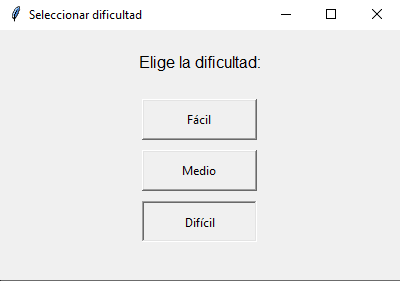 Seleccionar dificultad
Elige la dificultad:
Fácil
Medio
Difícil